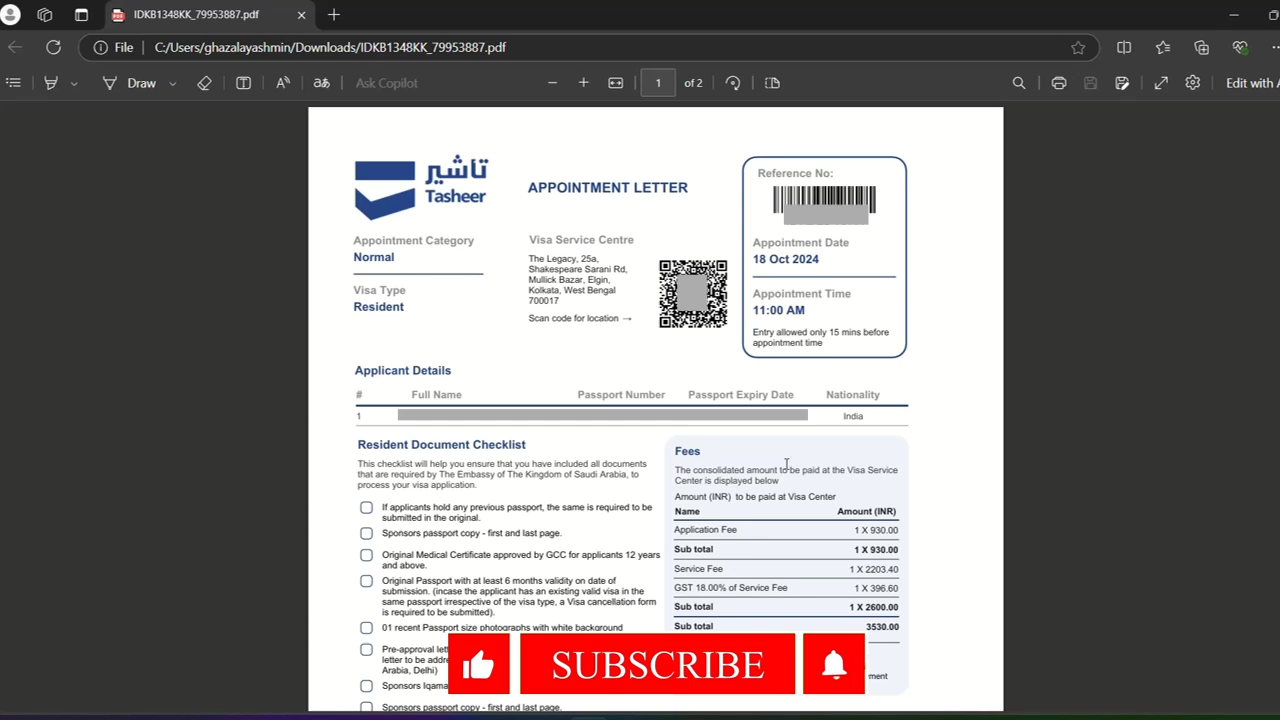 IDKB1348KK_79953887.pdf
File
C:/Users/ghazalayashmin/Downloads/IDKB1348KK_79953887.pdf
Draw
Ask Copilot
1 of 2
Edit with
تأشير
Tasheer
APPOINTMENT LETTER
Reference No:
Appointment Category
Normal
Visa Type
Resident
Visa Service Centre
The Legacy, 25a,
Shakespeare Sarani Rd,
Mullick Bazar, Elgin,
Kolkata, West Bengal
700017
Scan code for location →
Appointment Date
18 Oct 2024
Appointment Time
11:00 AM
Entry allowed only 15 mins before
appointment time
Applicant Details
# Full Name Passport Number Passport Expiry Date Nationality
1 India
Resident Document Checklist
This checklist will help you ensure that you have included all documents
that are required by The Embassy of The Kingdom of Saudi Arabia, to
process your visa application.
If applicants hold any previous passport, the same is required to be
submitted in the original.
Sponsors passport copy - first and last page.
Original Medical Certificate approved by GCC for applicants 12 years
and above.
Original Passport with at least 6 months validity on date of
submission. (incase the applicant has an existing valid visa in the
same passport irrespective of the visa type, a Visa cancellation form
is required to be submitted).
01 recent Passport size photographs with white background
Pre-approval
letter to be
Arabia, Delhi)
Sponsors Iqama
Sponsors passport copy - first and last page.
Fees
The consolidated amount to be paid at the Visa Service
Center is displayed below
Amount (INR) to be paid at Visa Center
Name Amount (INR)
Application Fee 1 X 930.00
Sub total 1 X 930.00
Service Fee 1 X 2203.40
GST 18.00% of Service Fee 1 X 396.60
Sub total 1 X 2600.00
Sub total 3530.00
SUBSCRIBE